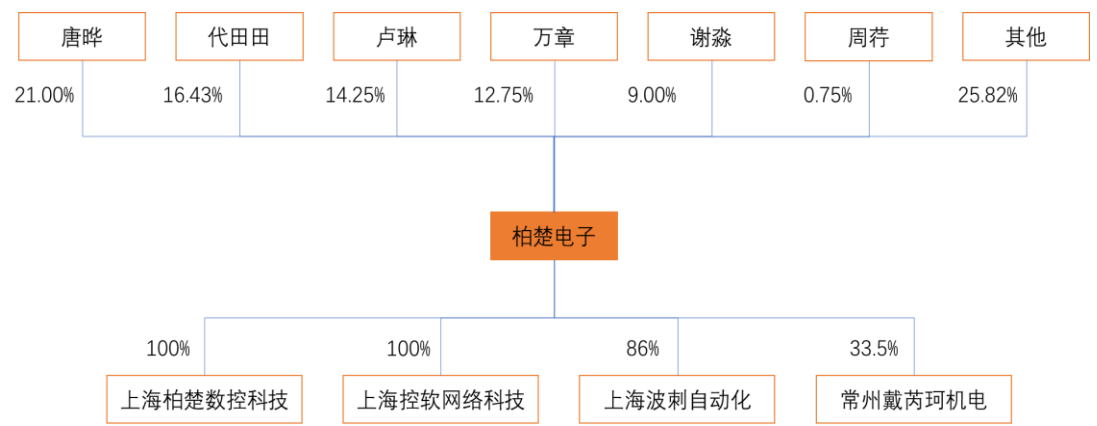 唐晔
代田田
卢琳
万章
谢淼
周荇
其他
21.00%
16.43%
14.25%
12.75%
9.00%
0.75%
25.82%
柏楚电子
100%
100%
86%
33.5%
上海柏楚数控科技
上海控软网络科技
上海波刺自动化
常州戴芮珂机电